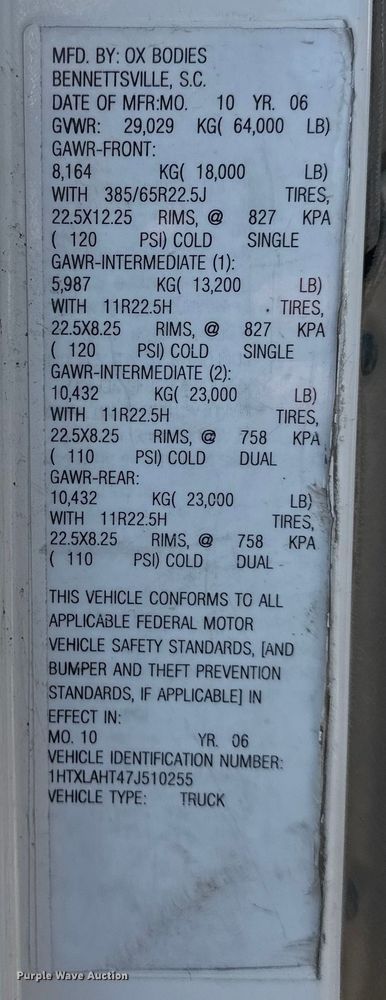 MFD. BY: OX BODIES
BENNETTSVILLE, S.C.
DATE OF MFR:MO. 10 YR. 06
GVWR: 29,029 KG( 64,000 LB)
GAWR-FRONT:
8,164 KG( 18,000 LB)
WITH 385/65R22.5J TIRES,
22.5X12.25 RIMS, @ 827 KPA
( 120 PSI) COLD SINGLE
GAWR-INTERMEDIATE (1):
5,987 KG( 13,200 LB)
WITH 11R22.5H TIRES,
22.5X8.25 RIMS, @ 827 KPA
( 120 PSI) COLD SINGLE
GAWR-INTERMEDIATE (2):
10,432 KG( 23,000 LB)
WITH 11R22.5H TIRES,
22.5X8.25 RIMS, @ 758 KPA
( 110 PSI) COLD DUAL
GAWR-REAR:
10,432 KG( 23,000 LB)
WITH 11R22.5H TIRES,
22.5X8.25 RIMS, @ 758 KPA
( 110 PSI) COLD DUAL
THIS VEHICLE CONFORMS TO ALL
APPLICABLE FEDERAL MOTOR
VEHICLE SAFETY STANDARDS, [AND
BUMPER AND THEFT PREVENTION
STANDARDS, IF APPLICABLE] IN
EFFECT IN:
MO. 10 YR. 06
VEHICLE IDENTIFICATION NUMBER:
1HTXLAHT47J510255
VEHICLE TYPE: TRUCK
Purple Wave Auction